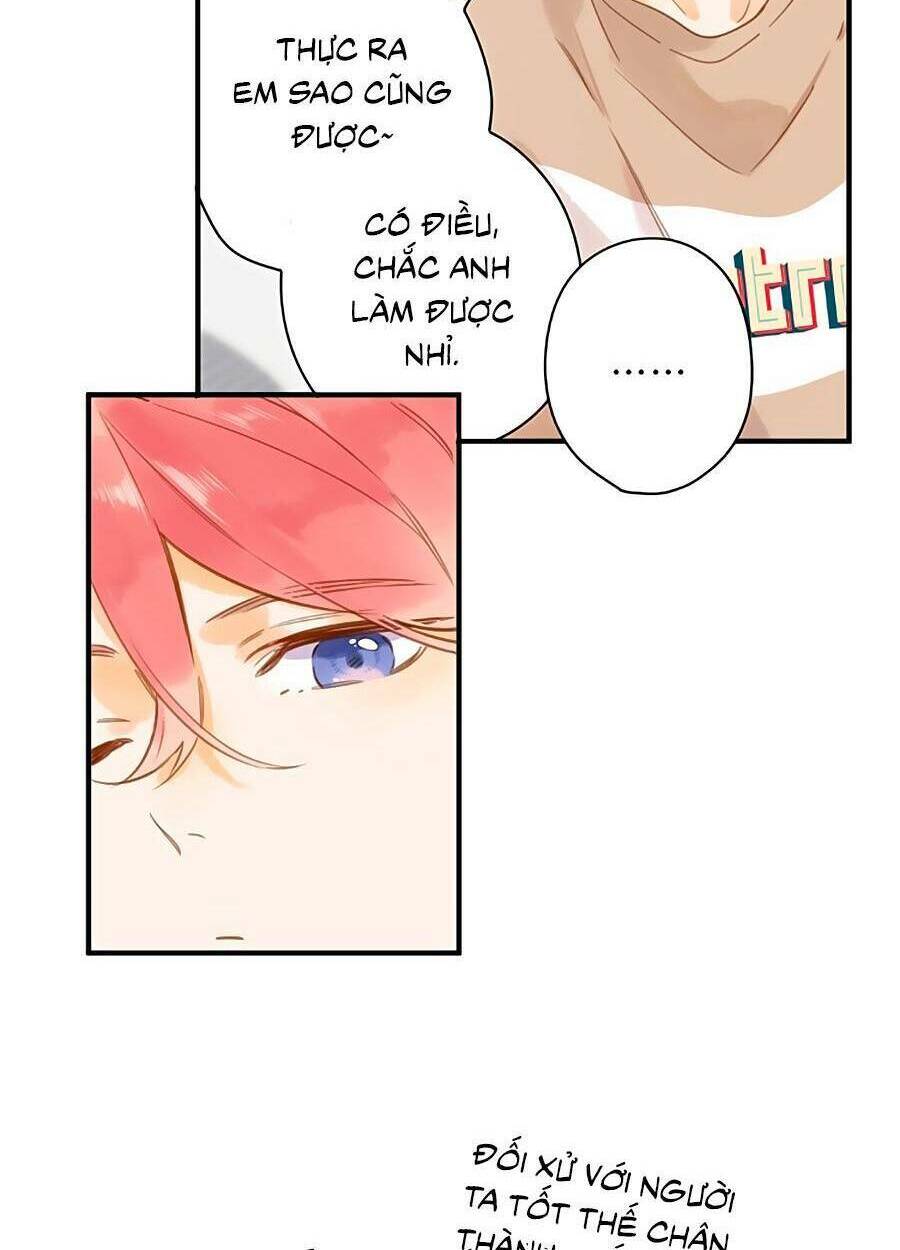 THỰC RA
EM SAO CŨNG
ĐƯỢC~
CÓ ĐIỀU,
CHẮC ANH
LÀM ĐƯỢC
NHỈ.
tr
......
ĐỐI XỬ VỚI NGƯỜI
TA TỐT THẾ CHÂN